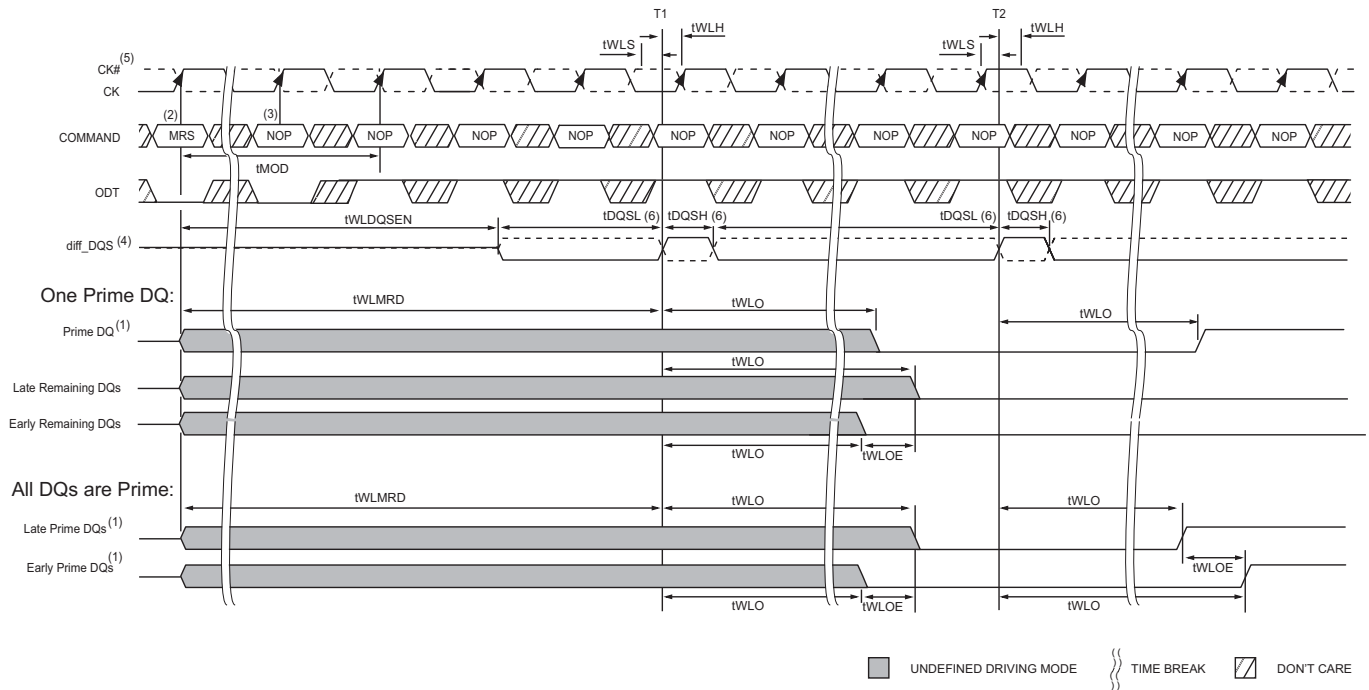 T1 T2
tWLS tWLH tWLS tWLH
CK# (5)
CK
COMMAND (2) MRS (3) NOP NOP NOP NOP NOP NOP NOP NOP NOP NOP NOP
tMOD
ODT
tWLDQSEN tDQSL (6) tDQSH (6) tDQSL (6) tDQSH (6)
diff_DQS (4)
One Prime DQ:
tWLMRD tWLO tWLO
Prime DQ (1)
tWLO
Late Remaining DQs
Early Remaining DQs
tWLO tWLOE
All DQs are Prime:
tWLMRD tWLO tWLO
Late Prime DQs (1)
Early Prime DQs (1)
tWLOE
tWLO tWLOE tWLO
UNDEFINED DRIVING MODE TIME BREAK DON'T CARE